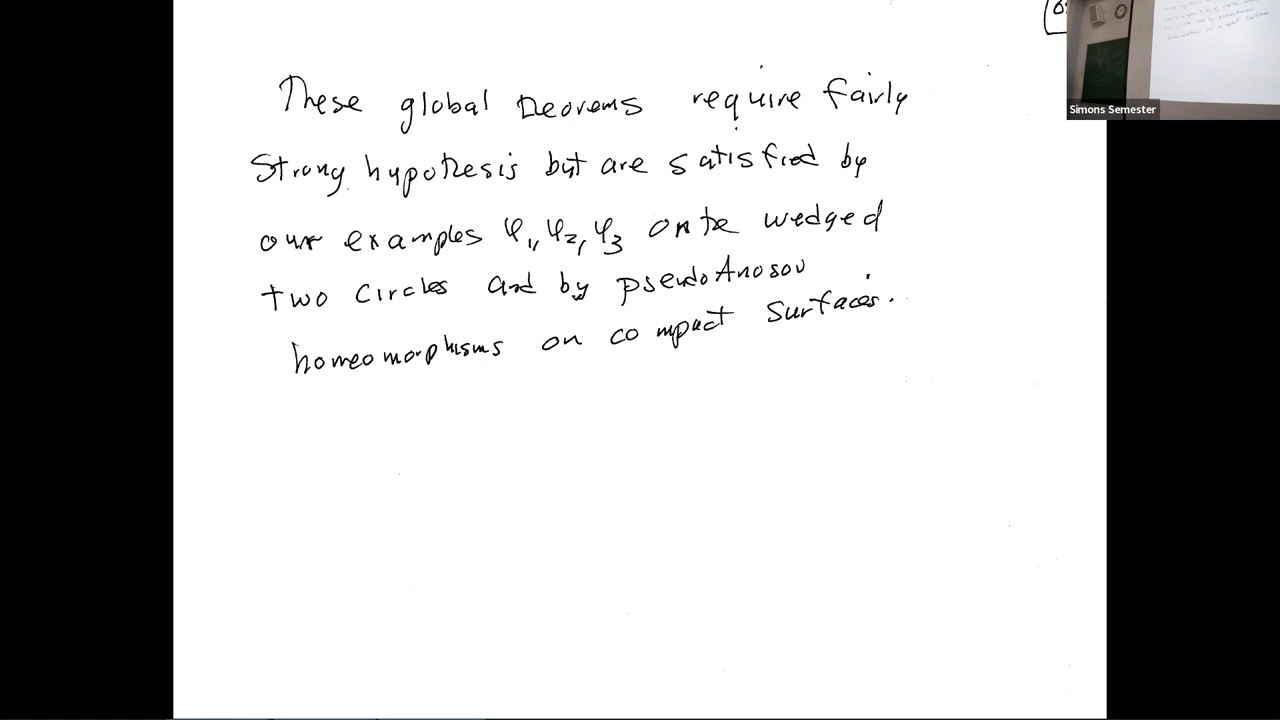 These global theorems require fairly
Strong hypothesis but are satisfied by
our examples φ₁, φ₂, φ₃ on the wedged
two circles and by pseudoAnosov
homeomorphisms on compact surfaces.
Simons Semester